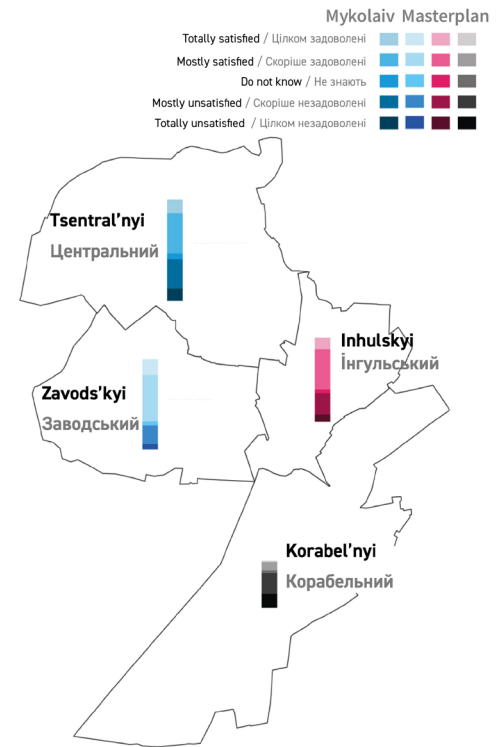 Mykolaiv Masterplan
Totally satisfied / Цілком задоволені
Mostly satisfied / Скоріше задоволені
Do not know / Не знають
Mostly unsatisfied / Скоріше незадоволені
Totally unsatisfied / Цілком незадоволені
Tsentral'nyi
Центральний
Inhulskyi
Інгульський
Zavods'kyi
Заводський
Korabel'nyi
Корабельний